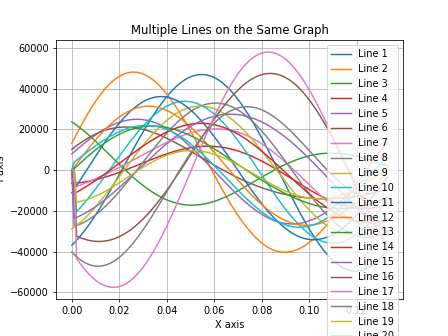 Multiple Lines on the Same Graph
60000
40000
20000
0
−20000
−40000
−60000
0.00
0.02
0.04
0.06
0.08
0.10
X axis
axis
Line 1
Line 2
Line 3
Line 4
Line 5
Line 6
Line 7
Line 8
Line 9
Line 10
Line 11
Line 12
Line 13
Line 14
Line 15
Line 16
Line 17
Line 18
Line 19
Line 20